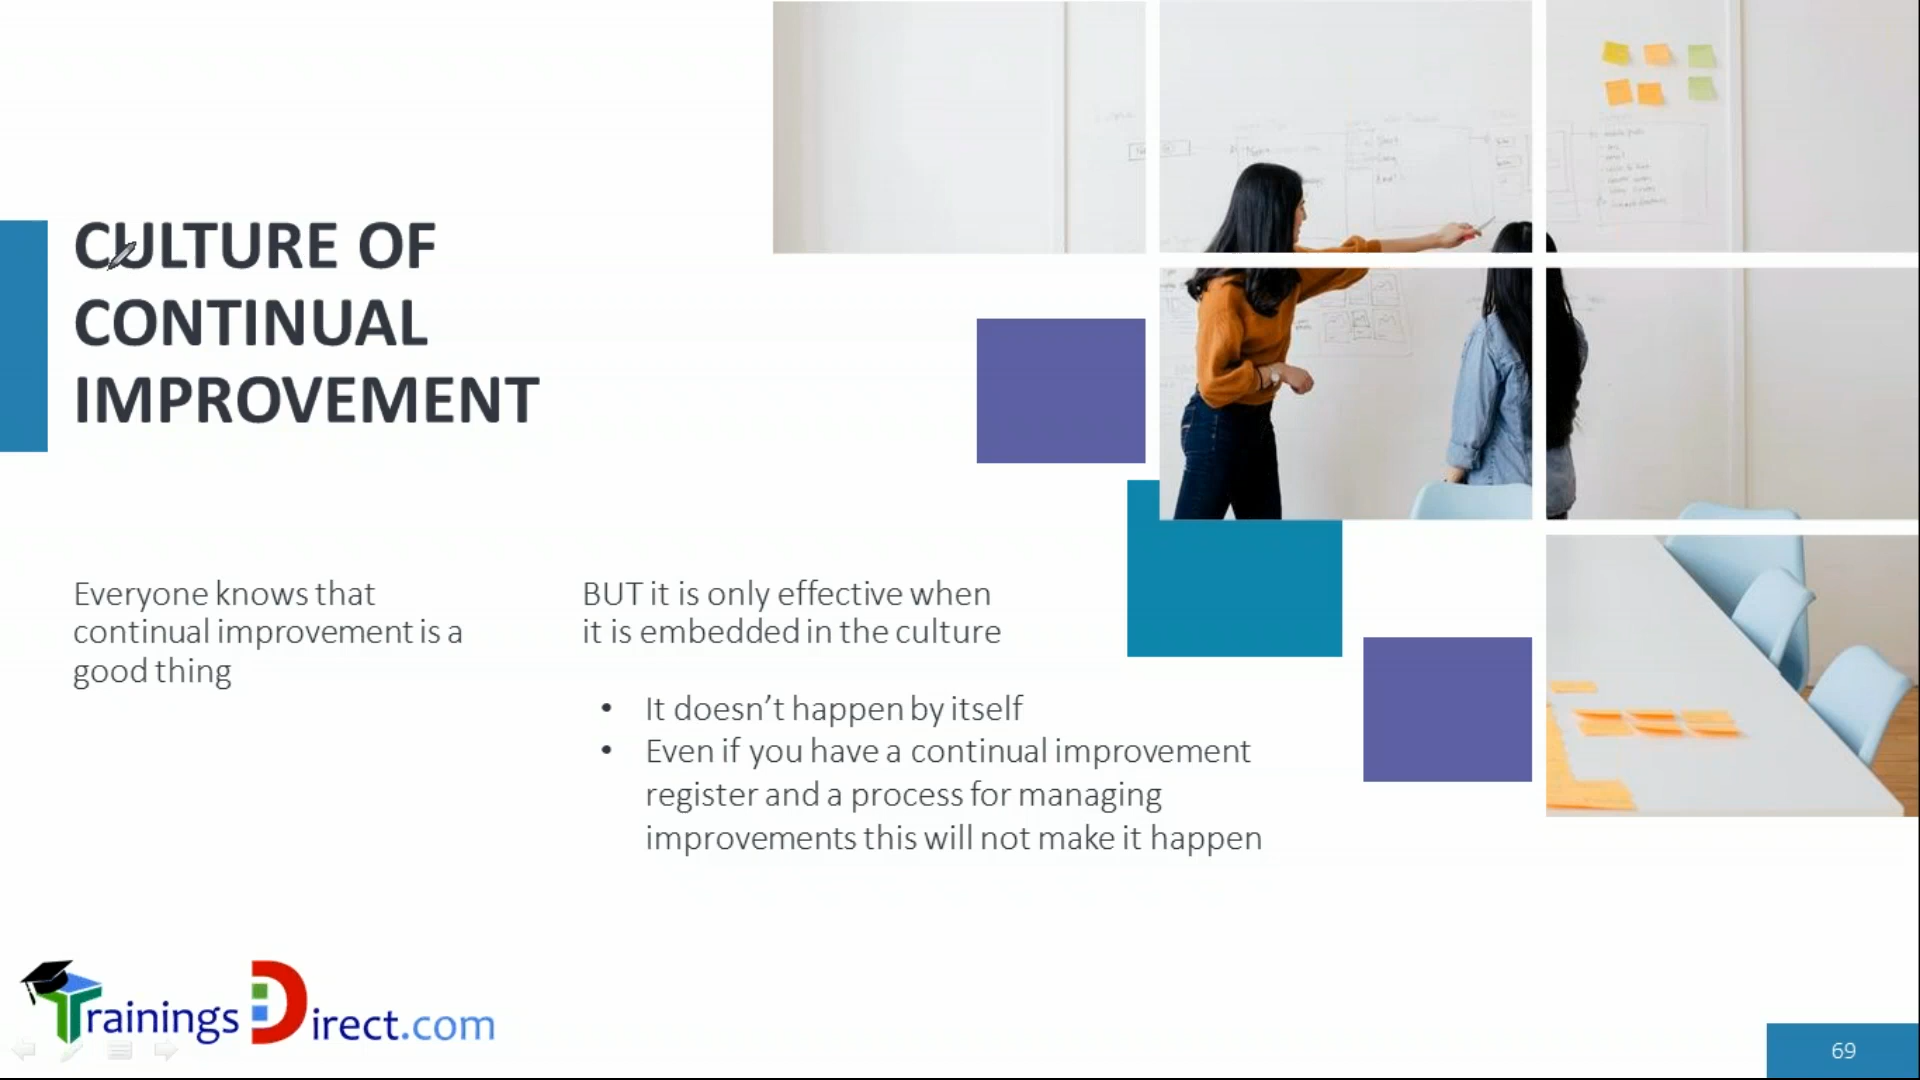 CULTURE OF
CONTINUAL
IMPROVEMENT
Everyone knows that
continual improvement is a
good thing
BUT it is only effective when
it is embedded in the culture
• It doesn't happen by itself
• Even if you have a continual improvement
register and a process for managing
improvements this will not make it happen
TrainingsDirect.com
69